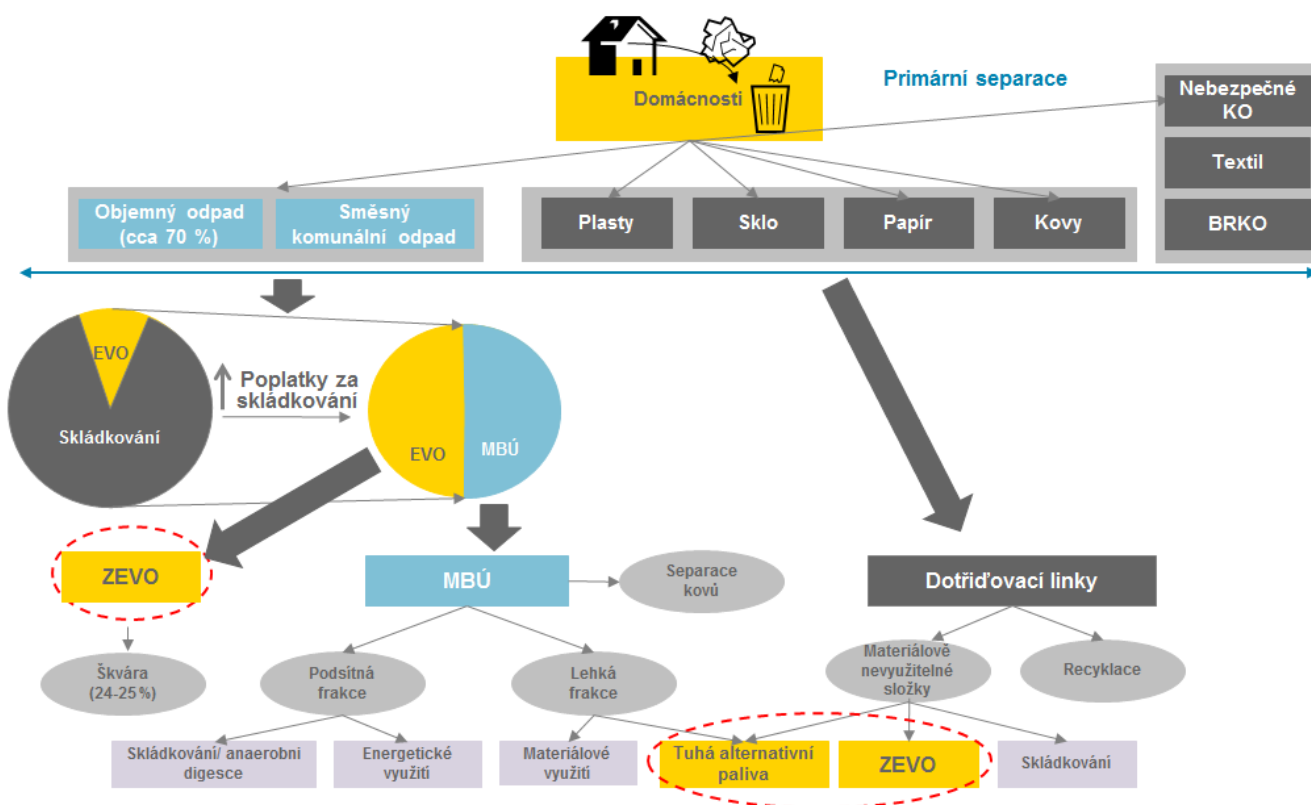 Domácnosti
Primární separace
Nebezpečné
KO
Textil
BRKO
Objemný odpad
(cca 70 %)
Směsný
komunální odpad
Plasty
Sklo
Papír
Kovy
EVO
Skládkování
Poplatky za
skládkování
EVO
MBÚ
ZEVO
MBÚ
Separace
kovů
Dotřiďovací linky
Škvára
(24-25%)
Podsítná
frakce
Lehká
frakce
Materiálově
nevyužitelné
složky
Recyklace
Skládkování/ anaerobni
digesce
Energetické
využití
Materiálové
využití
Tuhá alternativní
paliva
ZEVO
Skládkování